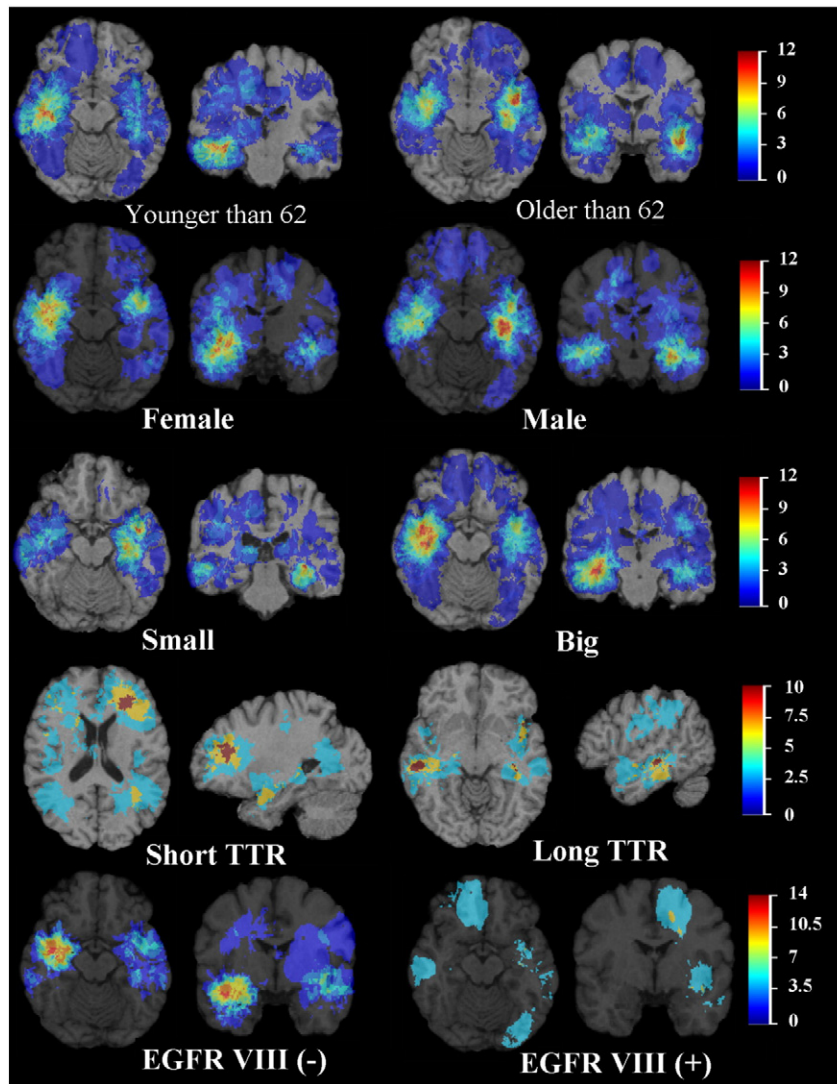 12
9
6
3
0
Younger than 62
Older than 62
12
9
6
3
0
Female
Male
12
9
6
3
0
Small
Big
10
7.5
5
2.5
0
Short TTR
Long TTR
14
10.5
7
3.5
0
EGFR VIII (-)
EGFR VIII (+)